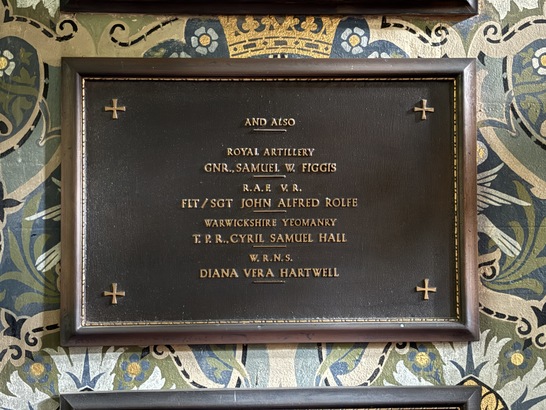 AND ALSO
ROYAL ARTILLERY
GNR., SAMUEL W. FIGGIS
R.A.F. V.R.
FLT/SGT JOHN ALFRED ROLFE
WARWICKSHIRE YEOMANRY
T.P.R., CYRIL SAMUEL HALL
W.R.N.S.
DIANA VERA HARTWELL